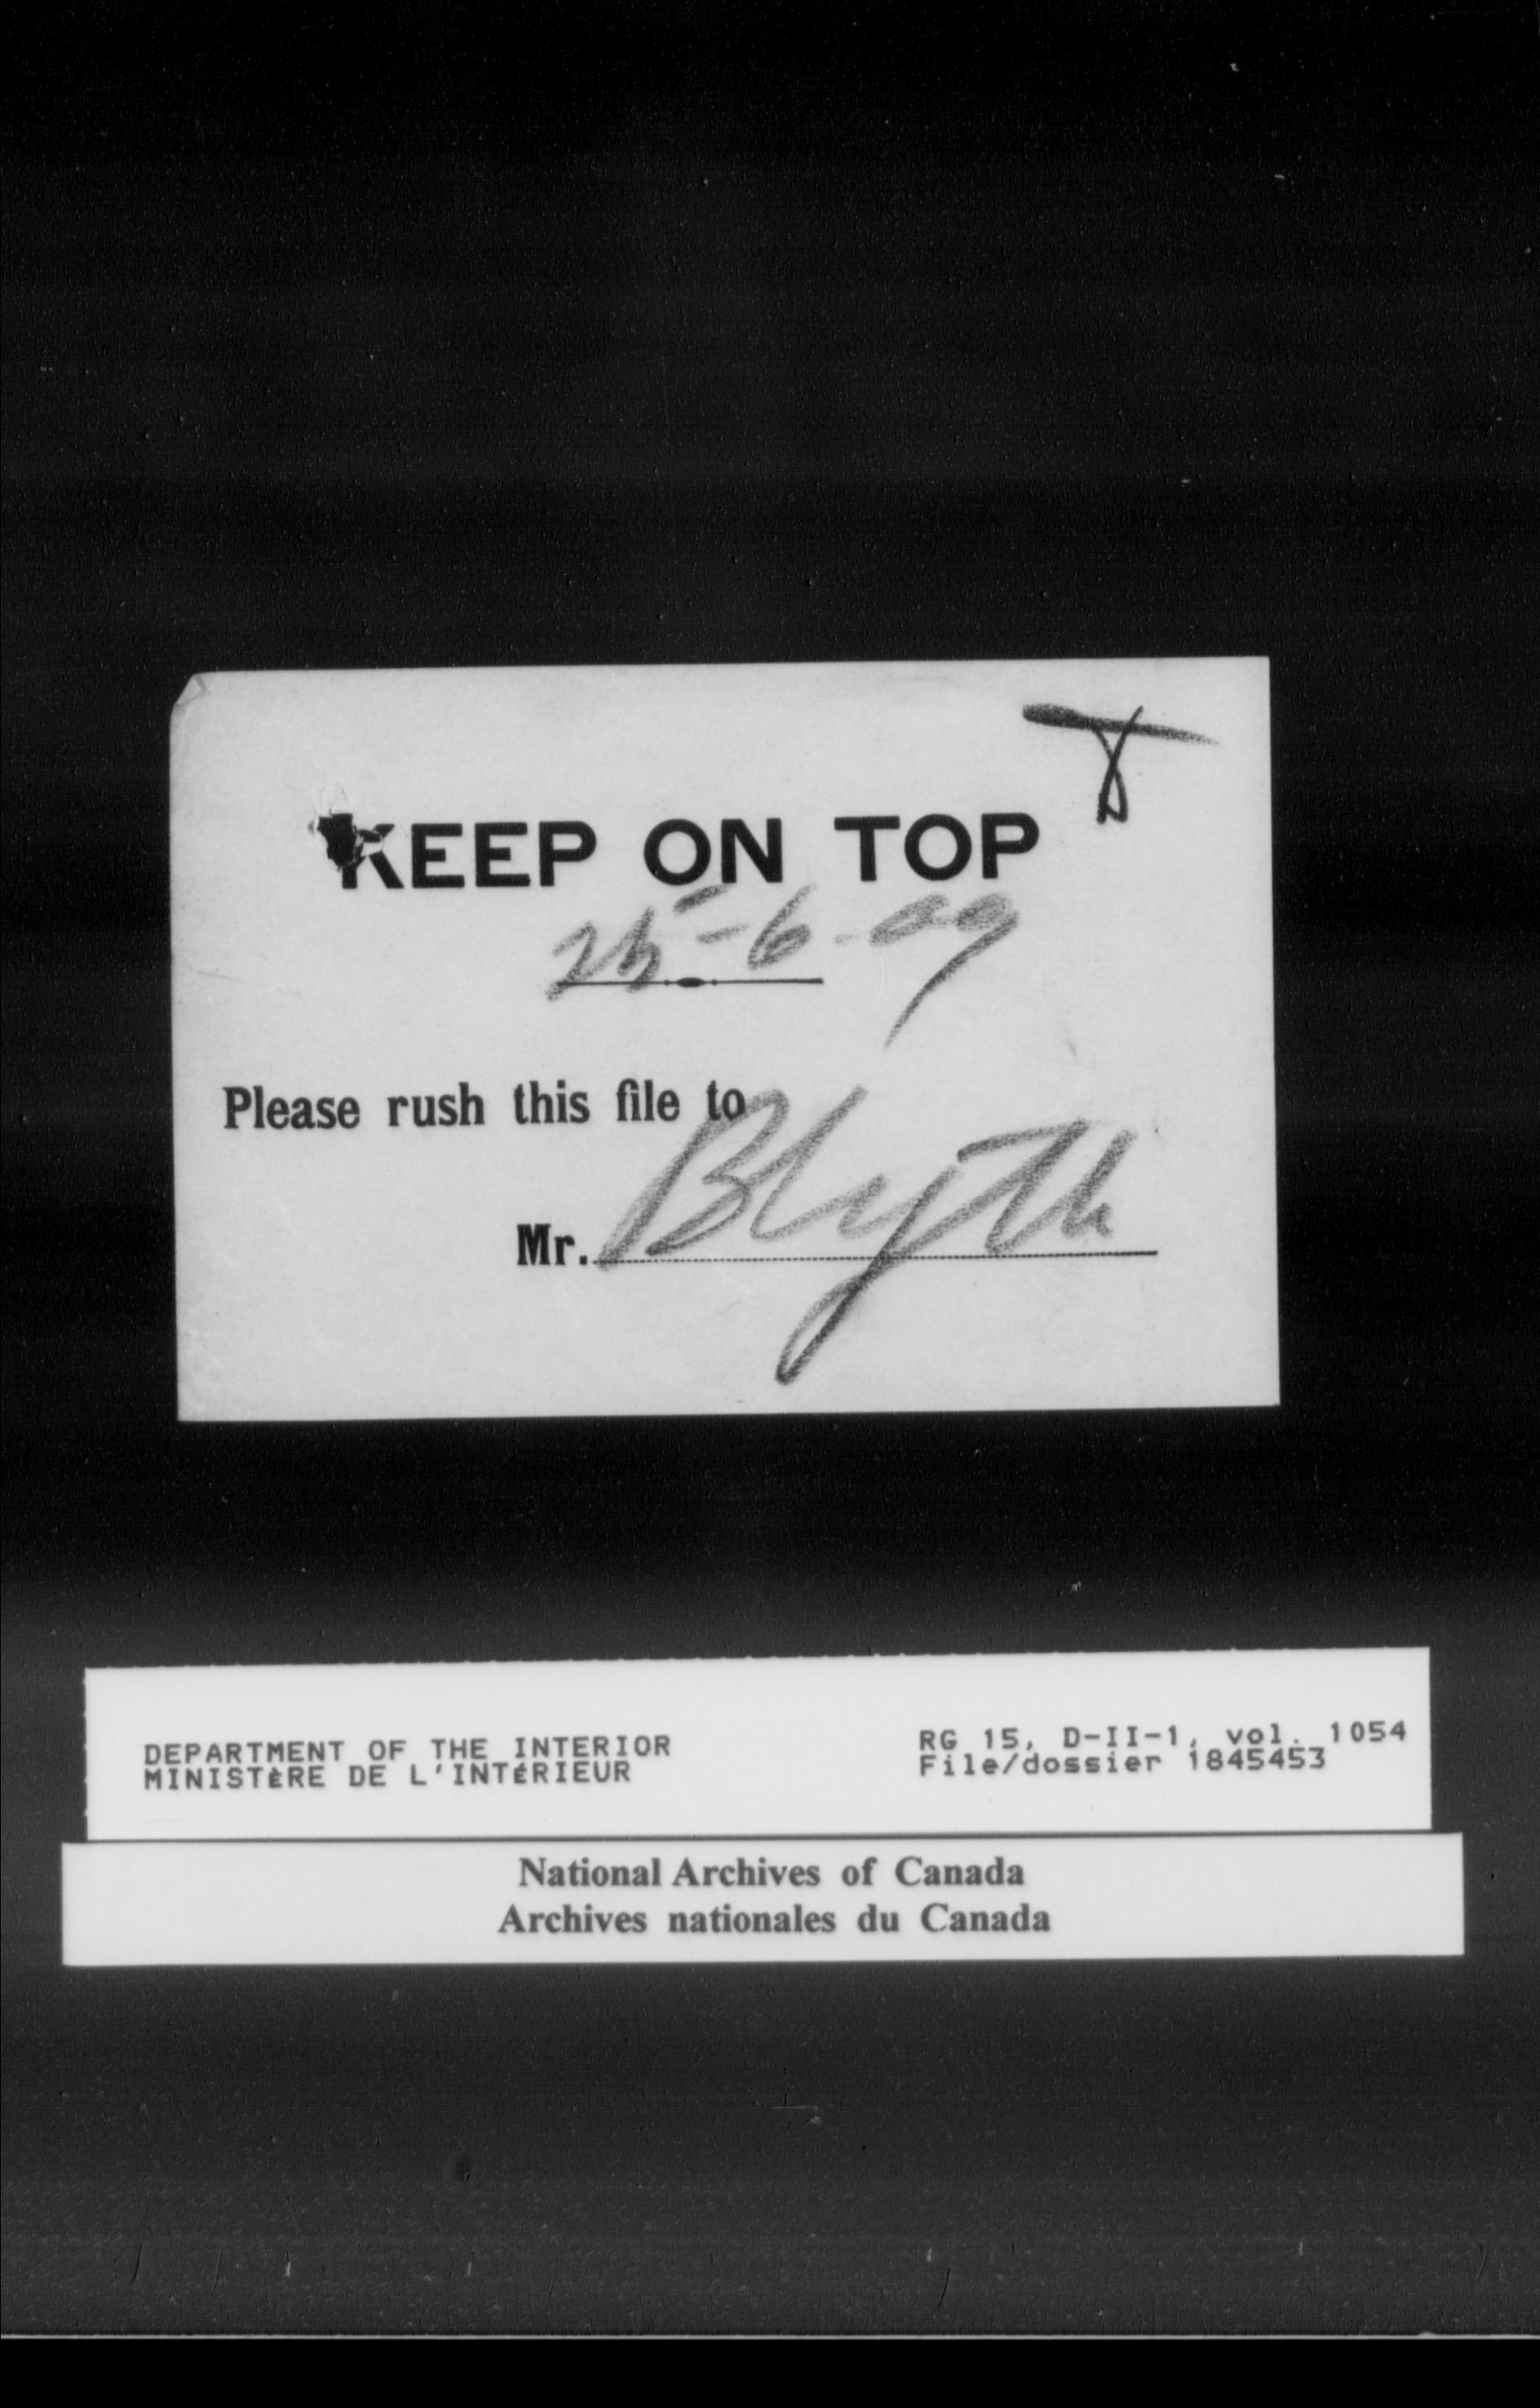 KEEP ON TOP
25-6-09
Please rush this file to
Mr. Blyth
DEPARTMENT OF THE INTERIOR
MINISTÈRE DE L'INTÉRIEUR
RG 15, D-II-1, vol. 1054
File/dossier 1845453
National Archives of Canada
Archives nationales du Canada